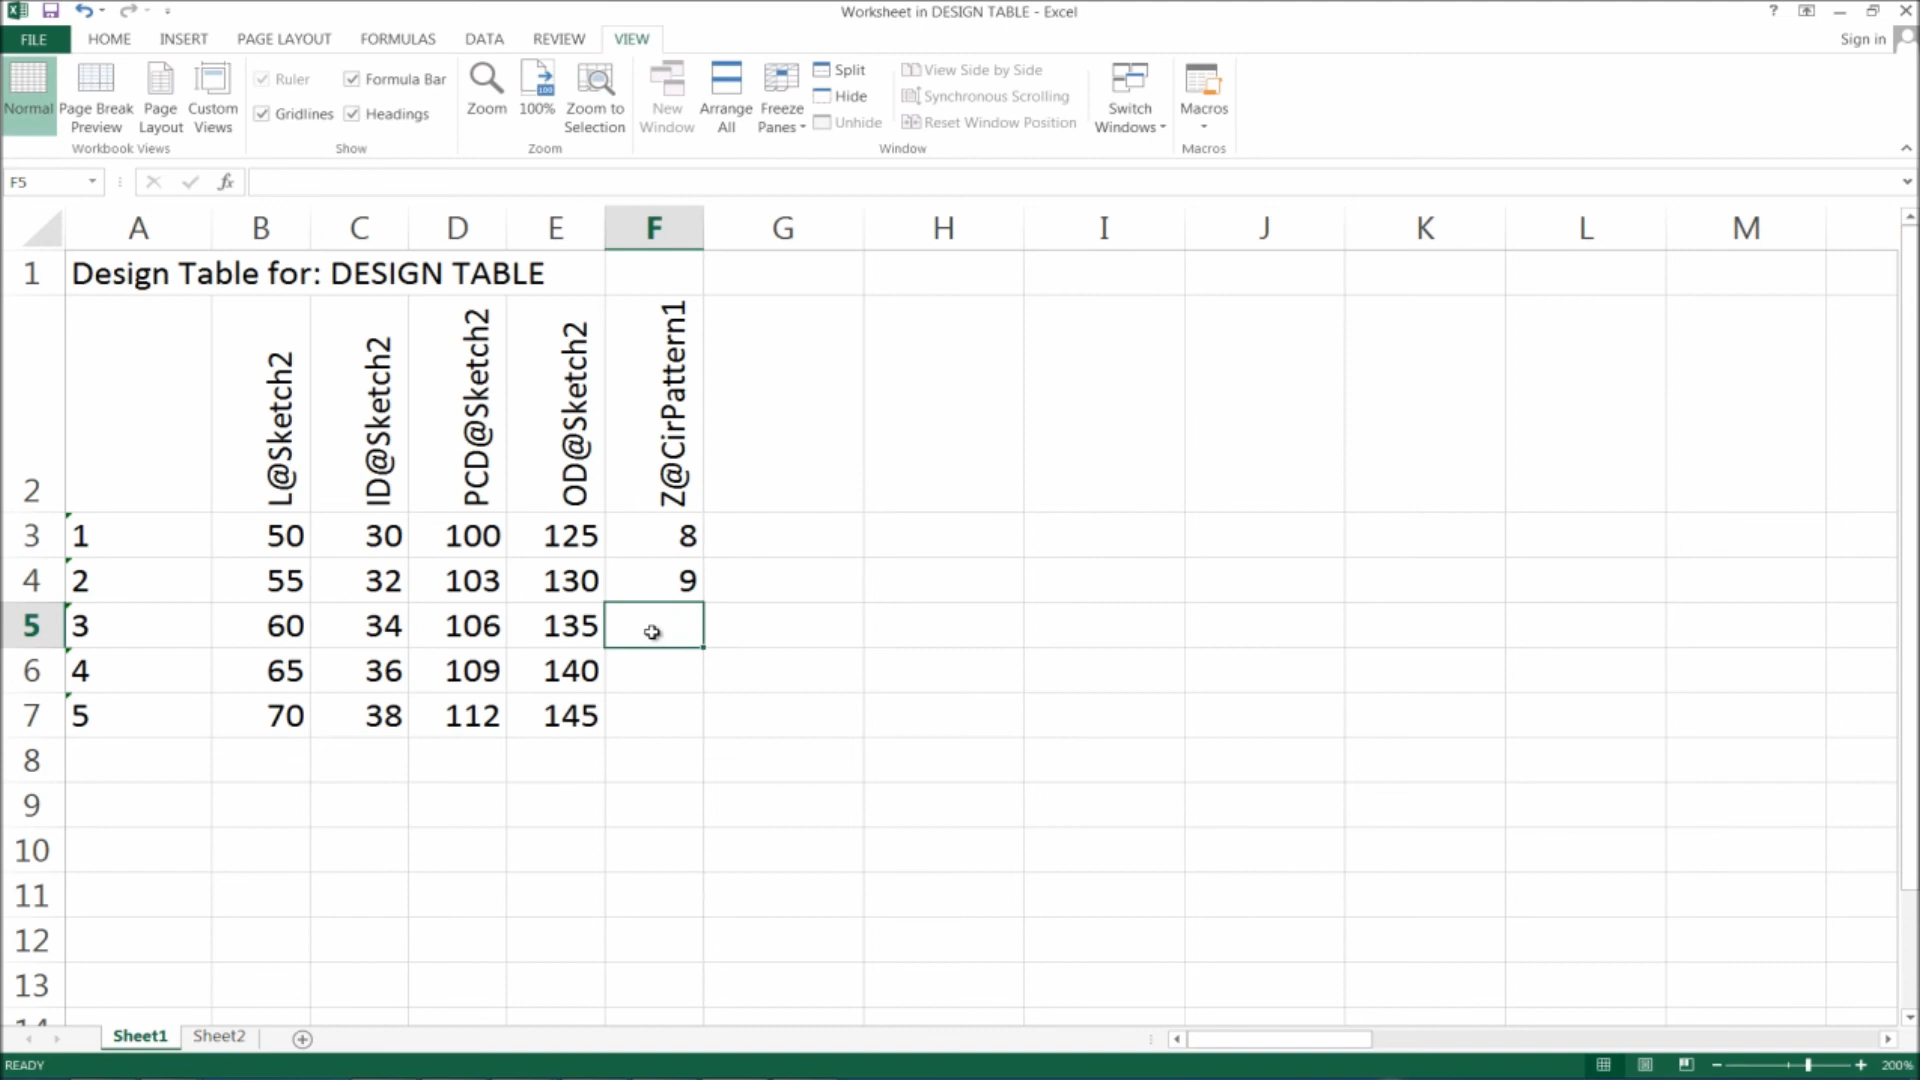 Worksheet in DESIGN TABLE - Excel
?
FILE HOME INSERT PAGE LAYOUT FORMULAS DATA REVIEW VIEW
Sign in
Normal
Page Break Preview
Page Layout
Custom Views
Workbook Views
Ruler
Formula Bar
Gridlines
Headings
Show
Zoom
100%
Zoom to Selection
Zoom
New Window
Arrange All
Freeze Panes
Split
Hide
Unhide
View Side by Side
Synchronous Scrolling
Reset Window Position
Window
Switch Windows
Macros
Macros
F5
fx
A B C D E F G H I J K L M
1 Design Table for: DESIGN TABLE
2 L@Sketch2 ID@Sketch2 PCD@Sketch2 OD@Sketch2 Z@CirPattern1
3 1 50 30 100 125 8
4 2 55 32 103 130 9
5 3 60 34 106 135
6 4 65 36 109 140
7 5 70 38 112 145
8
9
10
11
12
13
14
Sheet1 Sheet2
READY
200%